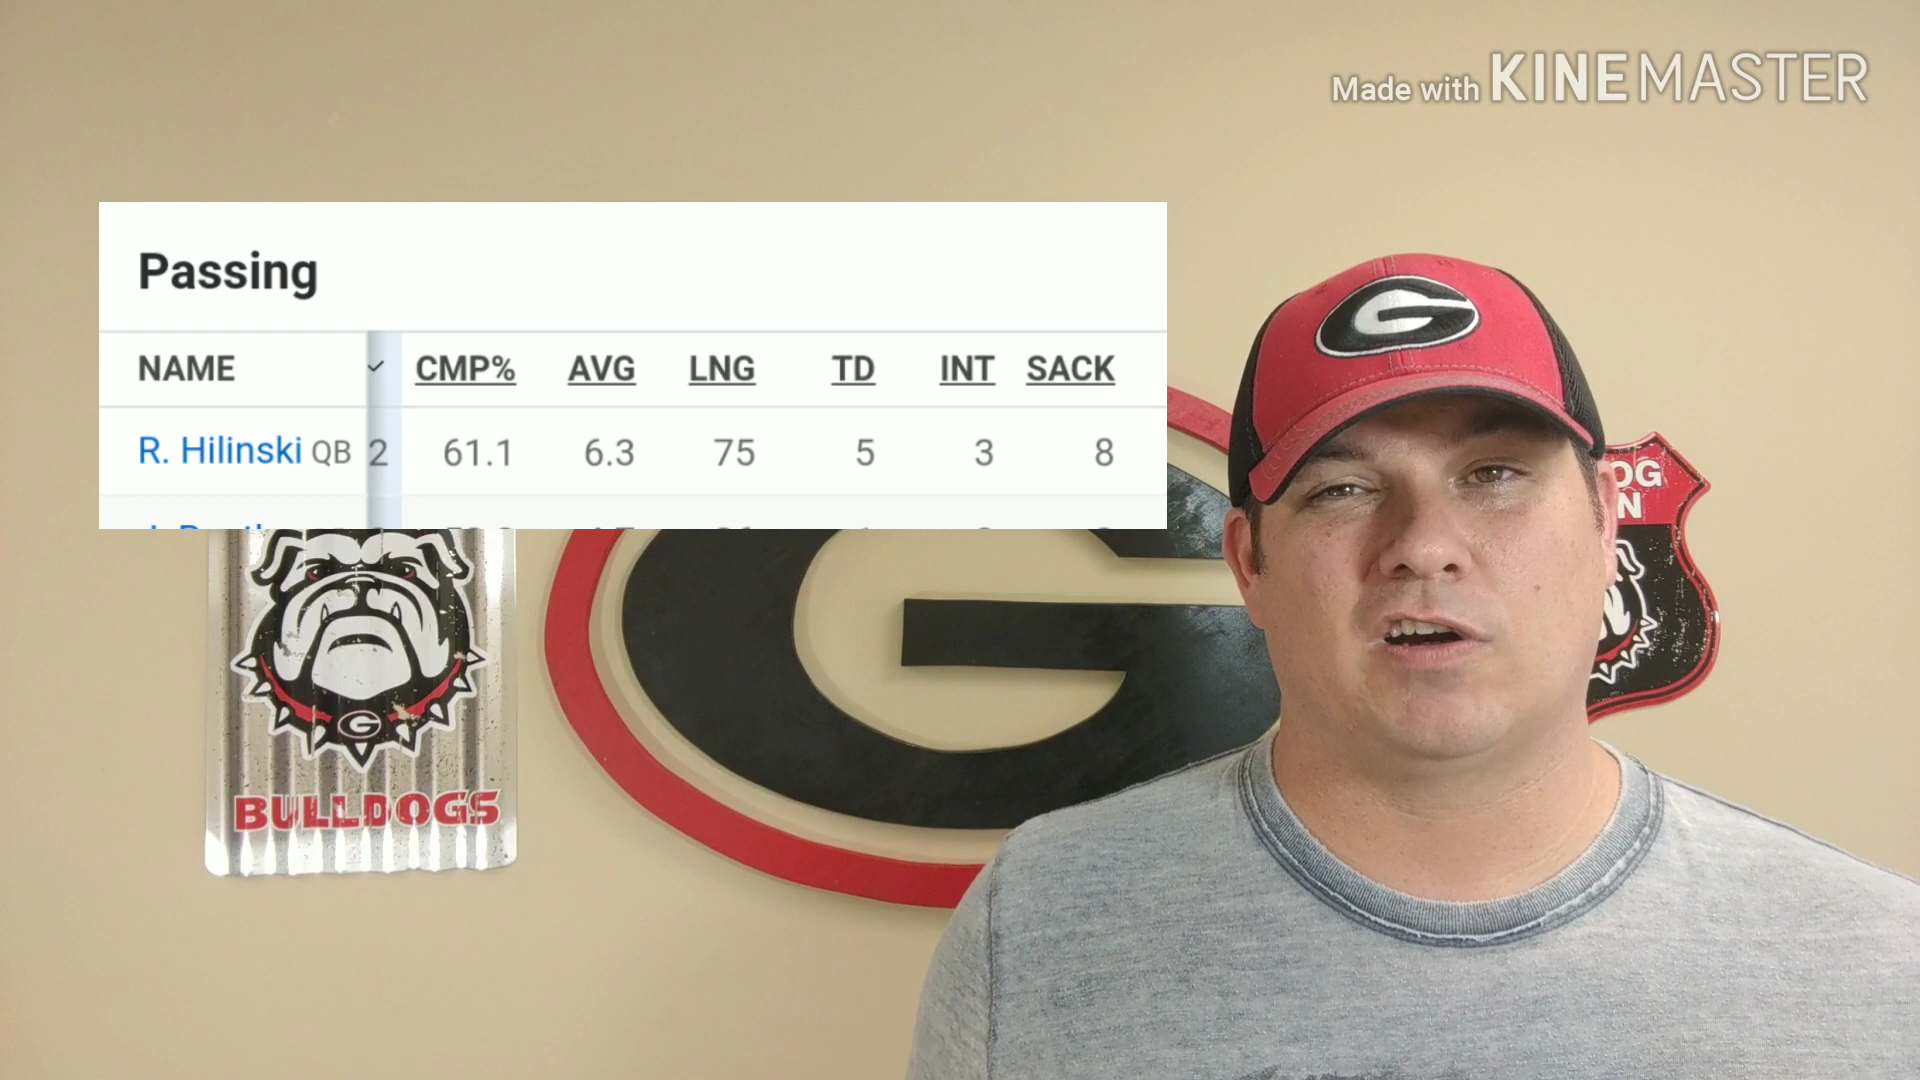 Made with KINEMASTER
Passing
NAME CMP% AVG LNG TD INT SACK
R. Hilinski QB 2 61.1 6.3 75 5 3 8
G
G
BULLDOGS